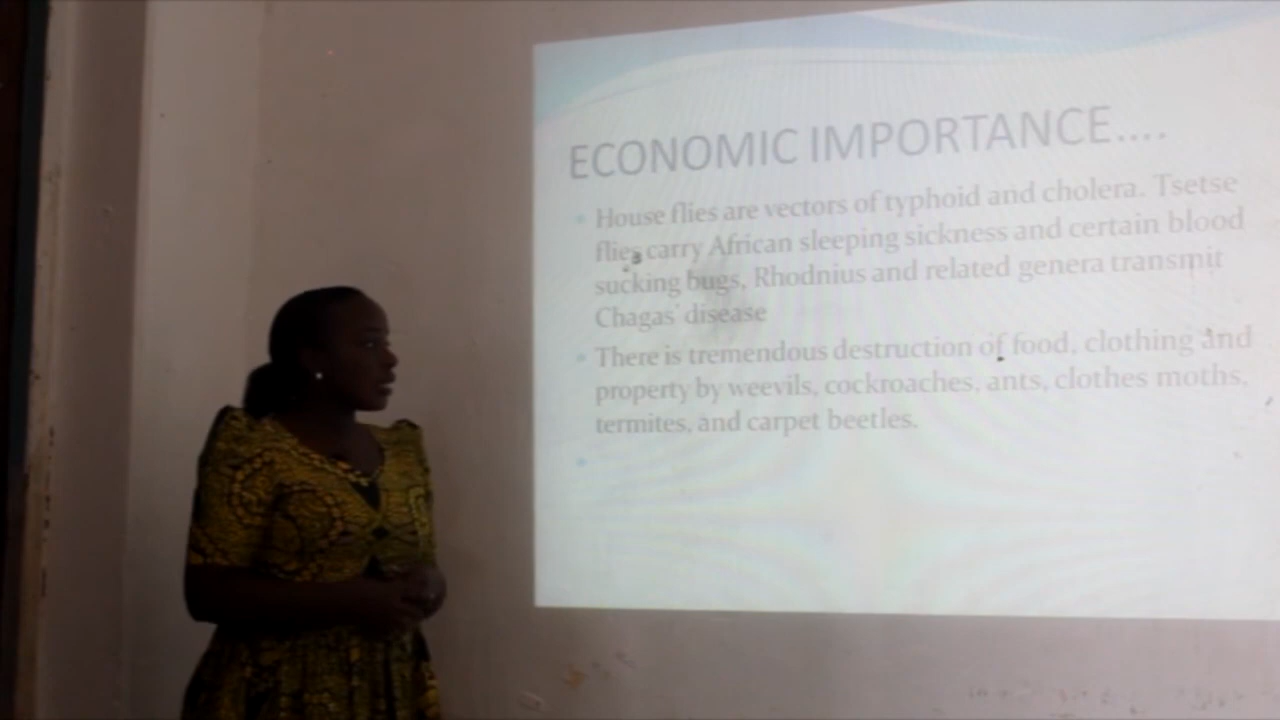 ECONOMIC IMPORTANCE....
House flies are vectors of typhoid and cholera. Tsetse
flies carry African sleeping sickness and certain blood
sucking bugs, Rhodnius and related genera transmit
Chagas' disease
There is tremendous destruction of food, clothing and
property by weevils, cockroaches, ants, clothes moths,
termites, and carpet beetles.